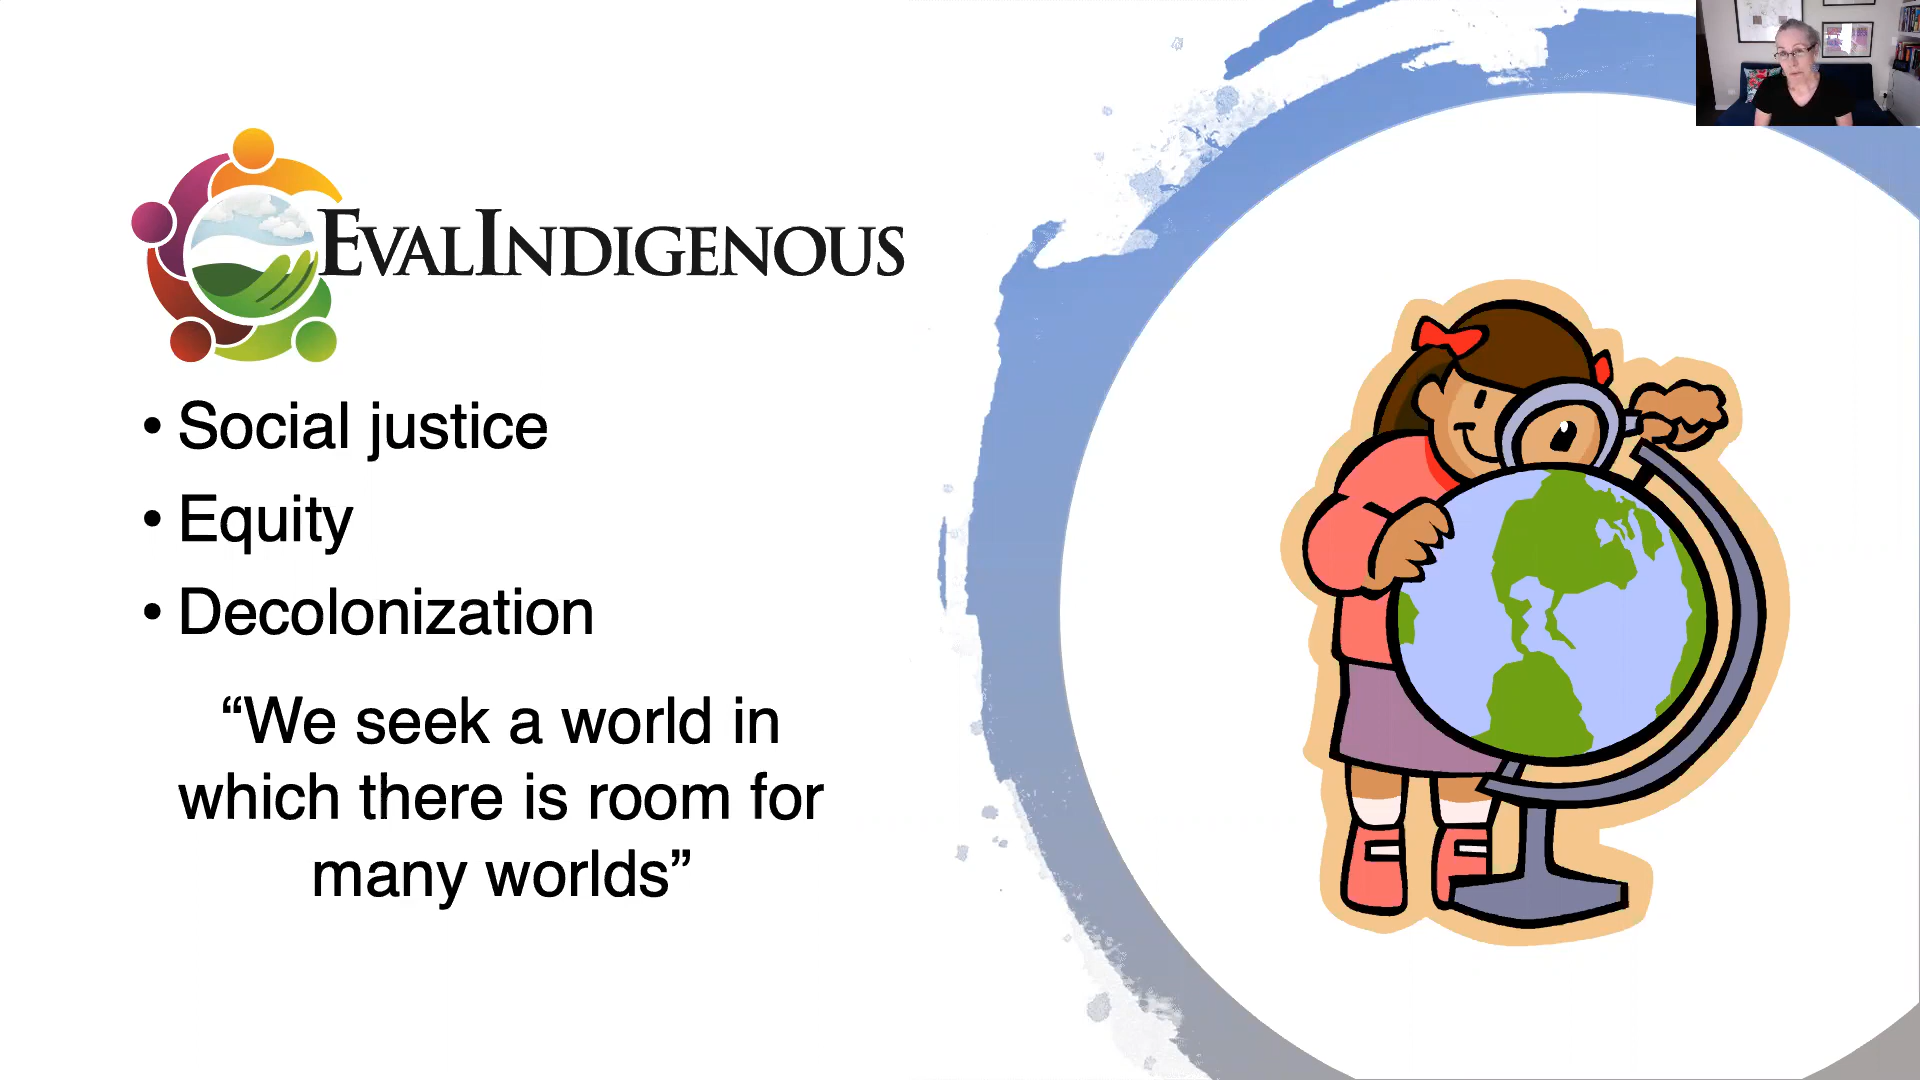 EVALINDIGENOUS
• Social justice
• Equity
• Decolonization
“We seek a world in
which there is room for
many worlds”